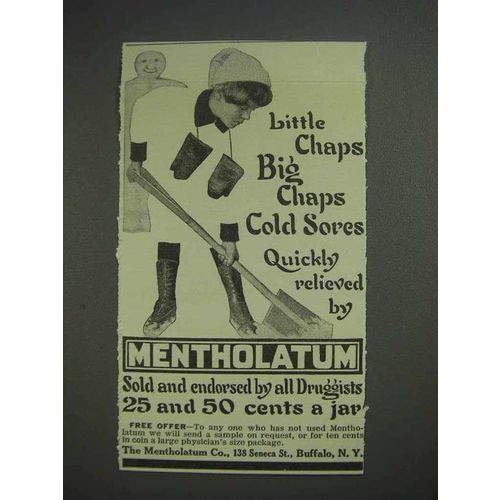 Little
Chaps
Big
Chaps
Cold Sores
Quickly
relieved
by
MENTHOLATUM
Sold and endorsed by all Druggists
25 and 50 cents a jar
FREE OFFER—To any one who has not used Mentho-
latum we will send a sample on request, or for ten cents
in coin a large physician's size package.
The Mentholatum Co., 138 Seneca St., Buffalo, N. Y.